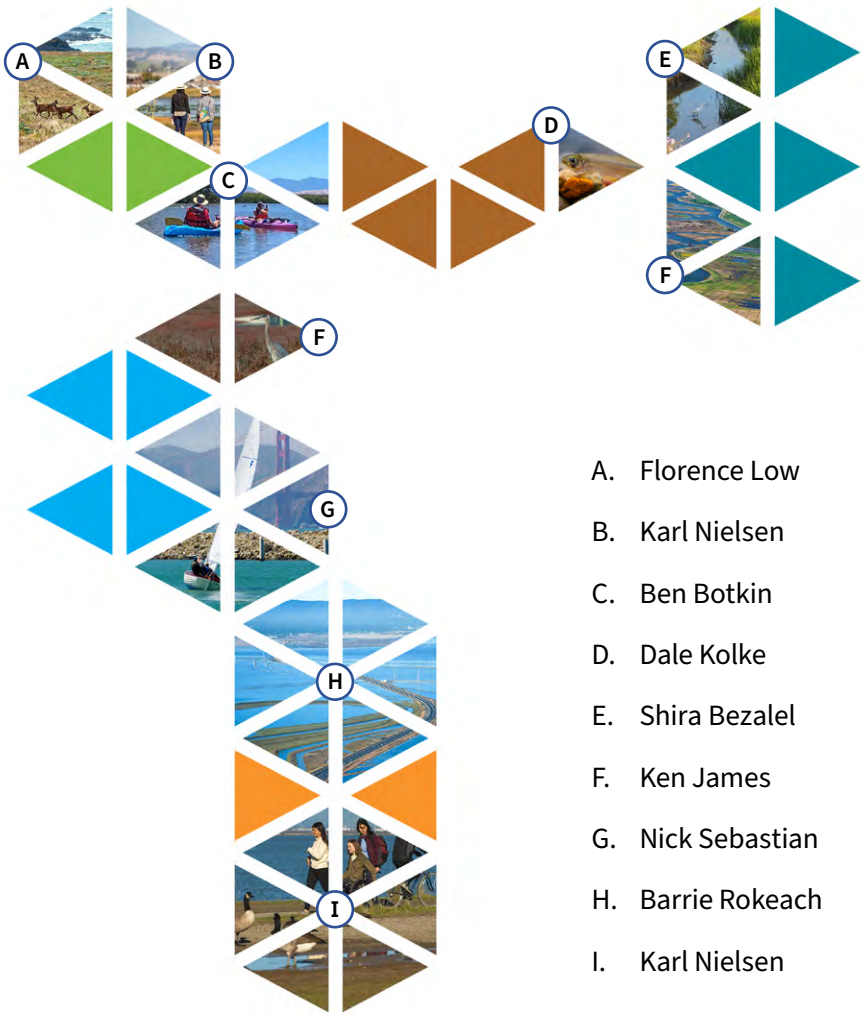 A
B
E
D
C
F
F
G
H
I
A. Florence Low
B. Karl Nielsen
C. Ben Botkin
D. Dale Kolke
E. Shira Bezalel
F. Ken James
G. Nick Sebastian
H. Barrie Rokeach
I. Karl Nielsen